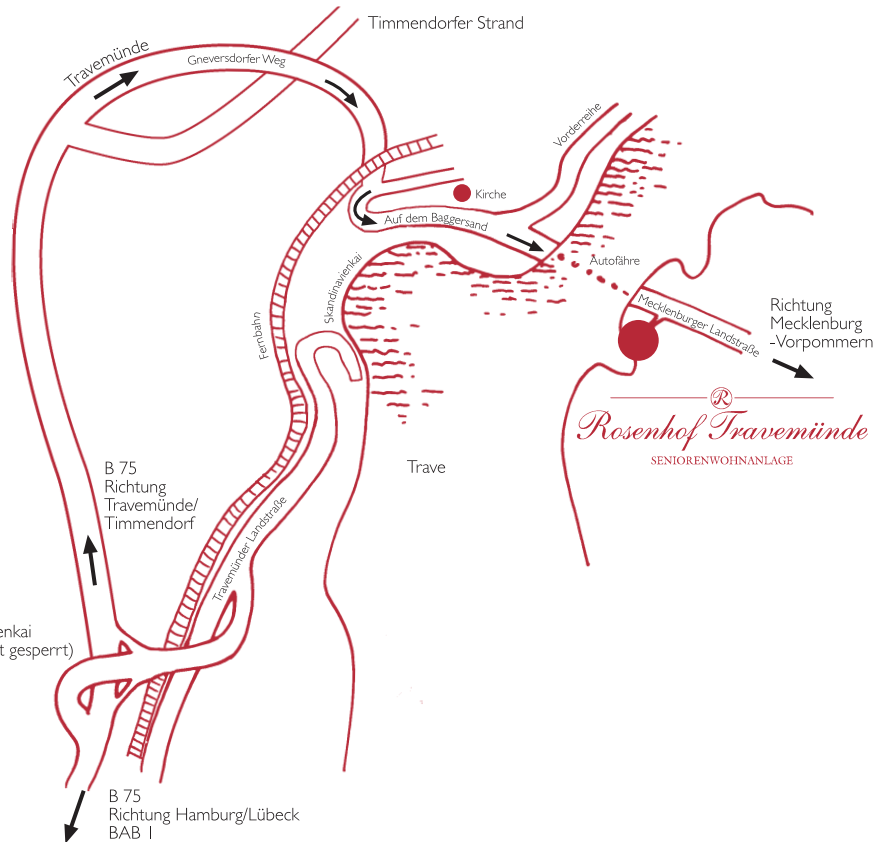 Timmendorfer Strand
Travemünde
Gneversdorfer Weg
Vorderreihe
Kirche
Auf dem Baggersand
Autofähre
Skandinavienkai
Mecklenburger Landstraße
Richtung
Mecklenburg
-Vorpommern
Fernbahn
R
Rosenhof Travemünde
SENIORENWOHNANLAGE
Trave
B 75
Richtung
Travemünde/
Timmendorf
Travemünder Landstraße
enkai
t gesperrt)
B 75
Richtung Hamburg/Lübeck
BAB 1